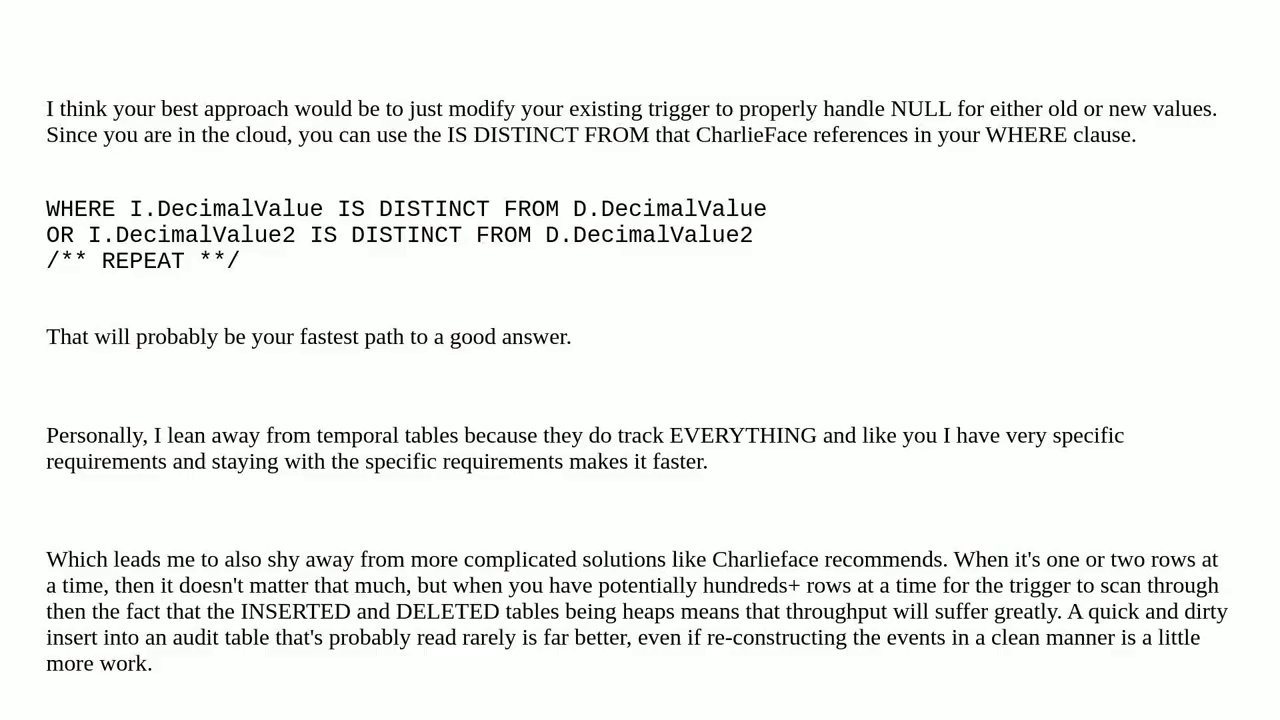 I think your best approach would be to just modify your existing trigger to properly handle NULL for either old or new values.
Since you are in the cloud, you can use the IS DISTINCT FROM that CharlieFace references in your WHERE clause.
WHERE I.DecimalValue IS DISTINCT FROM D.DecimalValue
OR I.DecimalValue2 IS DISTINCT FROM D.DecimalValue2
/** REPEAT **/
That will probably be your fastest path to a good answer.
Personally, I lean away from temporal tables because they do track EVERYTHING and like you I have very specific
requirements and staying with the specific requirements makes it faster.
Which leads me to also shy away from more complicated solutions like Charlieface recommends. When it's one or two rows at
a time, then it doesn't matter that much, but when you have potentially hundreds+ rows at a time for the trigger to scan through
then the fact that the INSERTED and DELETED tables being heaps means that throughput will suffer greatly. A quick and dirty
insert into an audit table that's probably read rarely is far better, even if re-constructing the events in a clean manner is a little
more work.